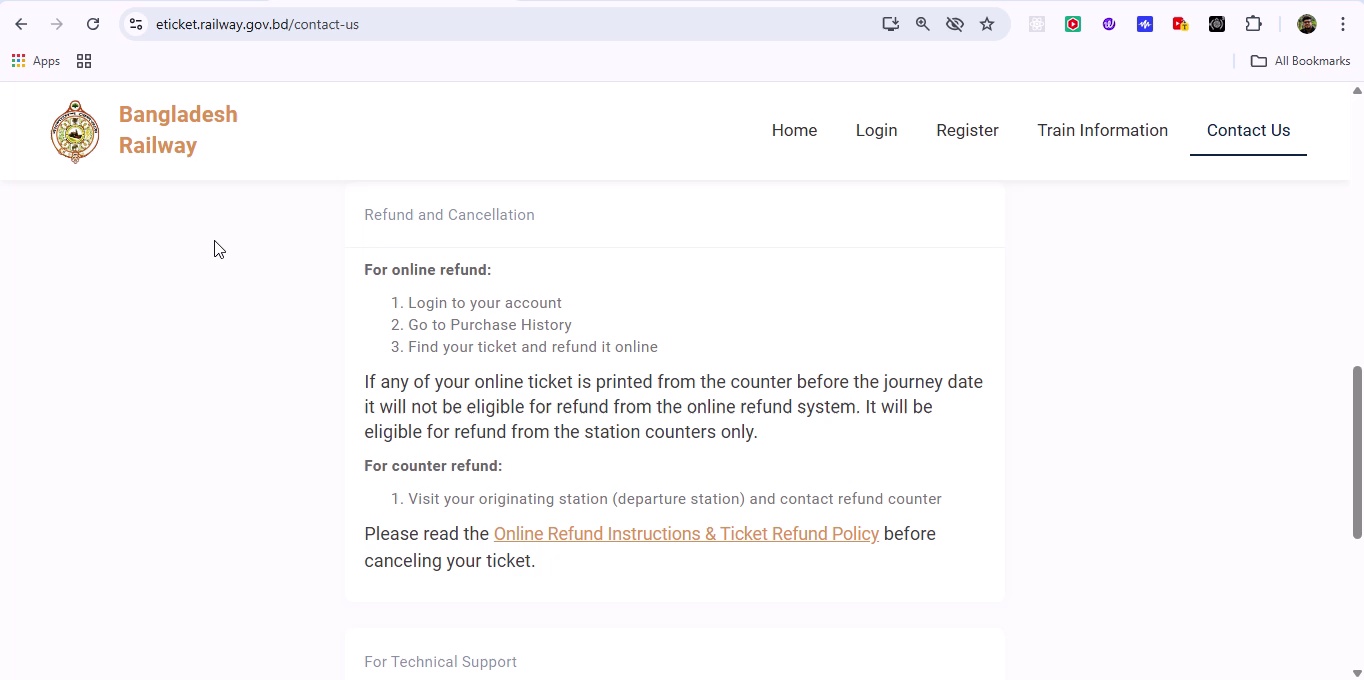 eticket.railway.gov.bd/contact-us
Apps
All Bookmarks
Bangladesh
Railway
Home
Login
Register
Train Information
Contact Us
Refund and Cancellation
For online refund:
1. Login to your account
2. Go to Purchase History
3. Find your ticket and refund it online
If any of your online ticket is printed from the counter before the journey date
it will not be eligible for refund from the online refund system. It will be
eligible for refund from the station counters only.
For counter refund:
1. Visit your originating station (departure station) and contact refund counter
Please read the Online Refund Instructions & Ticket Refund Policy before
canceling your ticket.
For Technical Support